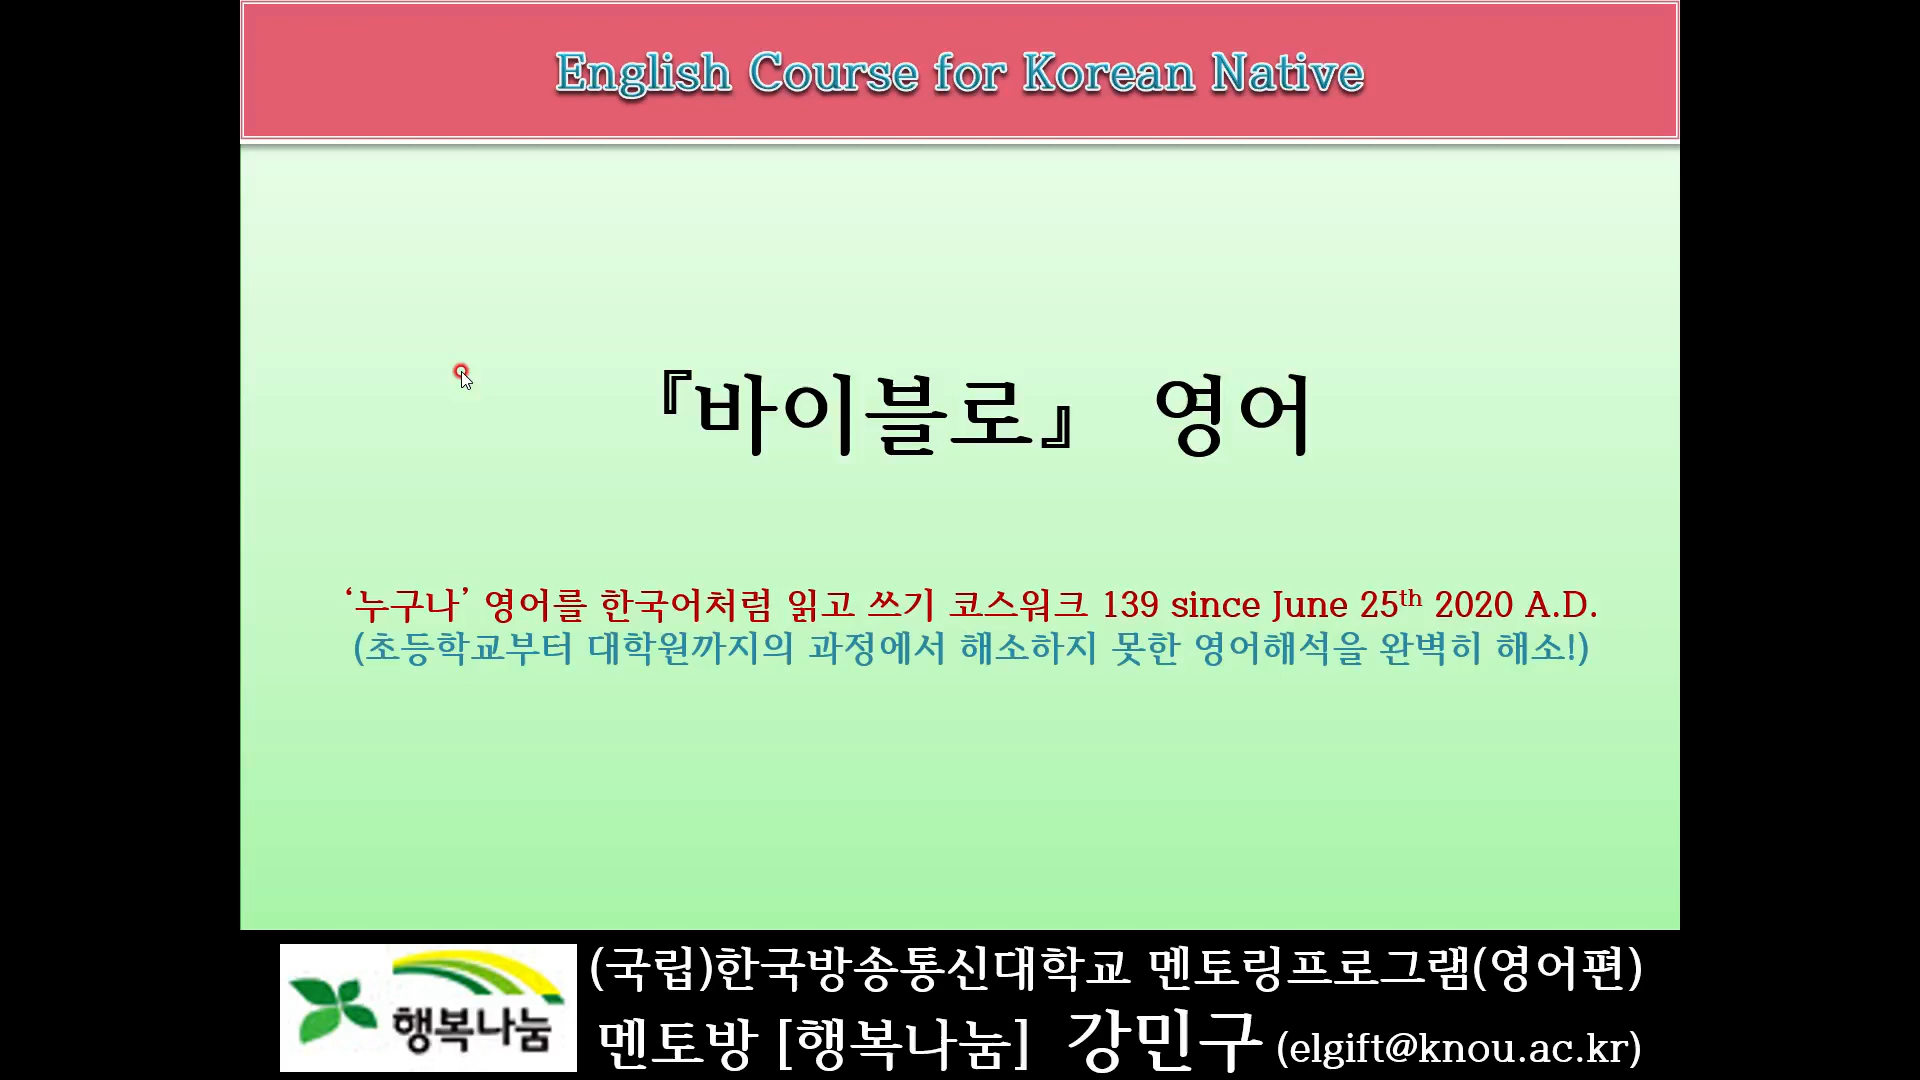 English Course for Korean Native
『바이블로』 영어
‘누구나’ 영어를 한국어처럼 읽고 쓰기 코스워크 139 since June 25th 2020 A.D.
(초등학교부터 대학원까지의 과정에서 해소하지 못한 영어해석을 완벽히 해소!)
행복나눔
(국립)한국방송통신대학교 멘토링프로그램(영어편)
멘토방 [행복나눔] 강민구 (elgift@knou.ac.kr)